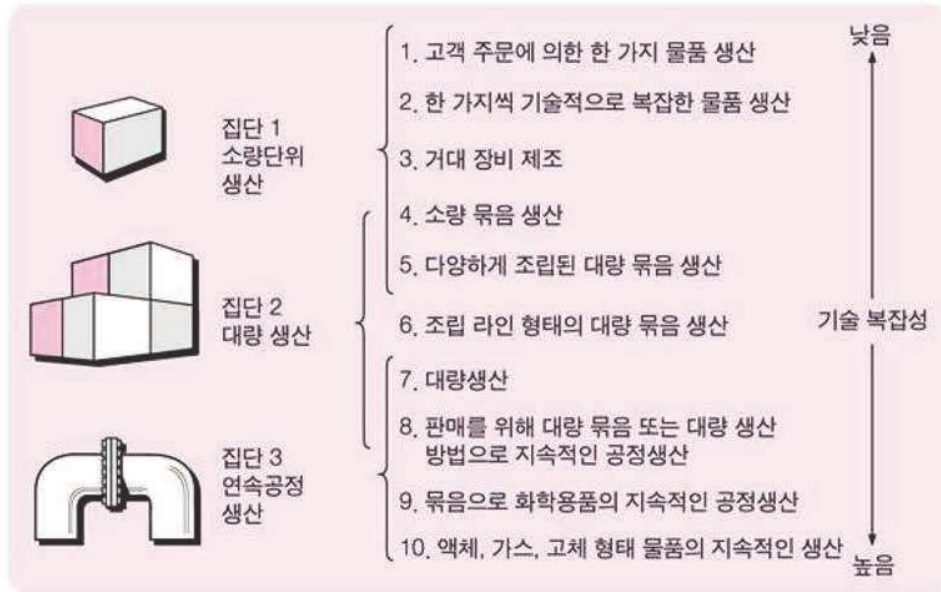 1. 고객 주문에 의한 한 가지 물품 생산
낮음
2. 한 가지씩 기술적으로 복잡한 물품 생산
집단 1
소량단위
생산
3. 거대 장비 제조
4. 소량 묶음 생산
5. 다양하게 조립된 대량 묶음 생산
집단 2
대량 생산
6. 조립 라인 형태의 대량 묶음 생산
기술 복잡성
7. 대량생산
8. 판매를 위해 대량 묶음 또는 대량 생산
방법으로 지속적인 공정생산
집단 3
연속공정
생산
9. 묶음으로 화학용품의 지속적인 공정생산
10. 액체, 가스, 고체 형태 물품의 지속적인 생산
높음